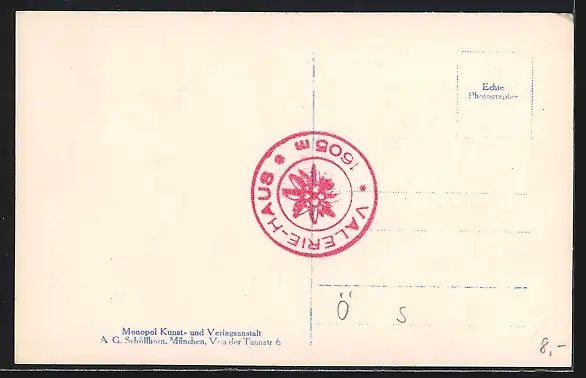 Echte
Photographie
* VALERIE-HAUS * 1605 m
Monopol Kunst- und Verlagsanstalt
A. G. Schöllhorn, München, Von der Tannstr 6
Ö S
8,-